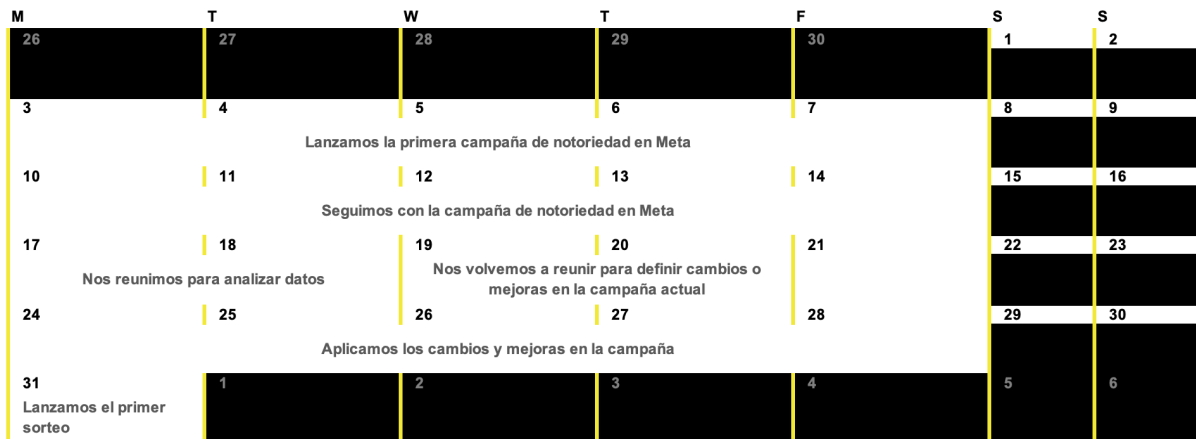 M T W T F S S
26 27 28 29 30 1 2
3 4 5 6 7 8 9
Lanzamos la primera campaña de notoriedad en Meta
10 11 12 13 14 15 16
Seguimos con la campaña de notoriedad en Meta
17 18 19 20 21 22 23
Nos reunimos para analizar datos
Nos volvemos a reunir para definir cambios o
mejoras en la campaña actual
24 25 26 27 28 29 30
Aplicamos los cambios y mejoras en la campaña
31 1 2 3 4 5 6
Lanzamos el primer
sorteo